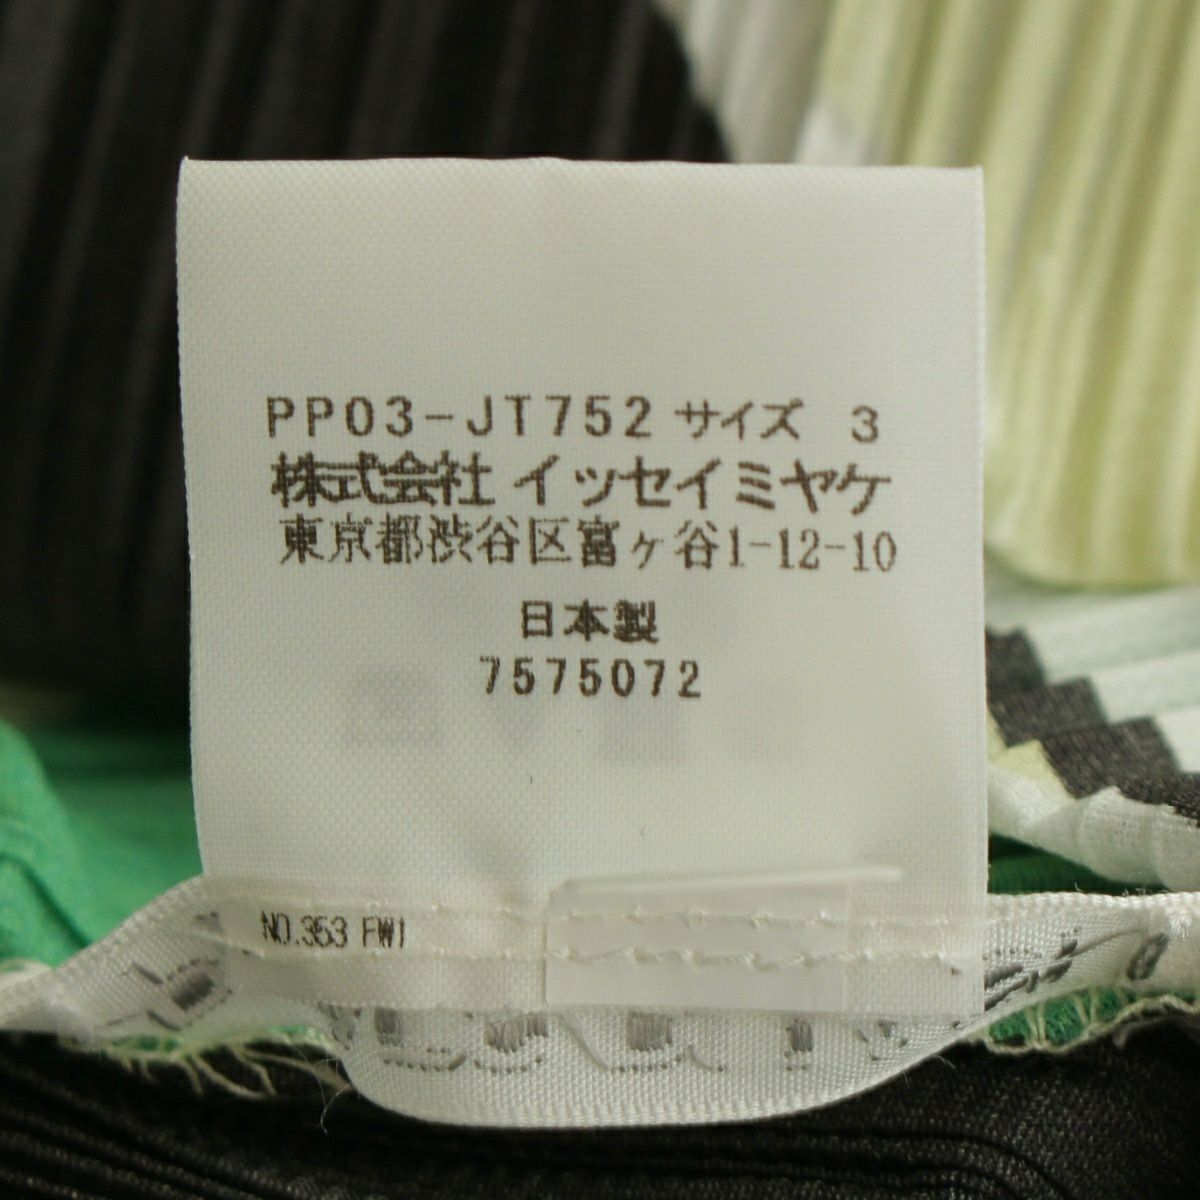 PP03-JT752 サイズ 3
株式会社 イッセイミヤケ
東京都渋谷区富ヶ谷1-12-10
日本製
7575072
NO.353 FW1